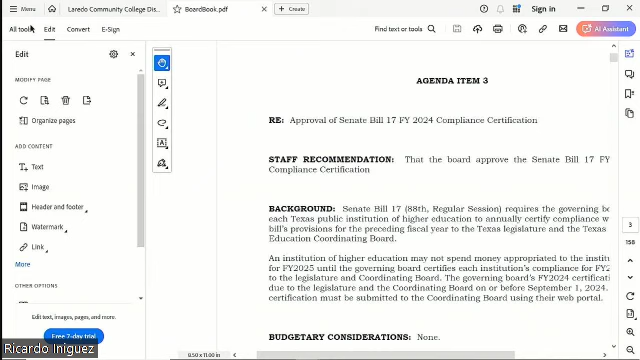 Menu
Laredo Community College Dis...
BoardBook.pdf
Create
Sign in
All tools
Edit
Convert
E-Sign
Find text or tools
AI Assistant
Edit
MODIFY PAGE
Organize pages
ADD CONTENT
Text
Image
Header and footer
Watermark
Link
More
OTHER OPTIONS
Edit text, images, pages, and more.
Free 7-day trial
Ricardo Iniguez
AGENDA ITEM 3
RE: Approval of Senate Bill 17 FY 2024 Compliance Certification
STAFF RECOMMENDATION: That the board approve the Senate Bill 17 FY
Compliance Certification
BACKGROUND: Senate Bill 17 (88th, Regular Session) requires the governing bo
each Texas public institution of higher education to annually certify compliance w
bill's provisions for the preceding fiscal year to the Texas legislature and the Texas
Education Coordinating Board.
An institution of higher education may not spend money appropriated to the institu
for FY2025 until the governing board certifies each institution's compliance for FY2
to the legislature and Coordinating Board. The governing board's FY2024 certificati
due to the legislature and the Coordinating Board on or before September 1, 2024.
certification must be submitted to the Coordinating Board using their web portal.
BUDGETARY CONSIDERATIONS: None.
8.50 x 11.00 in
3
158